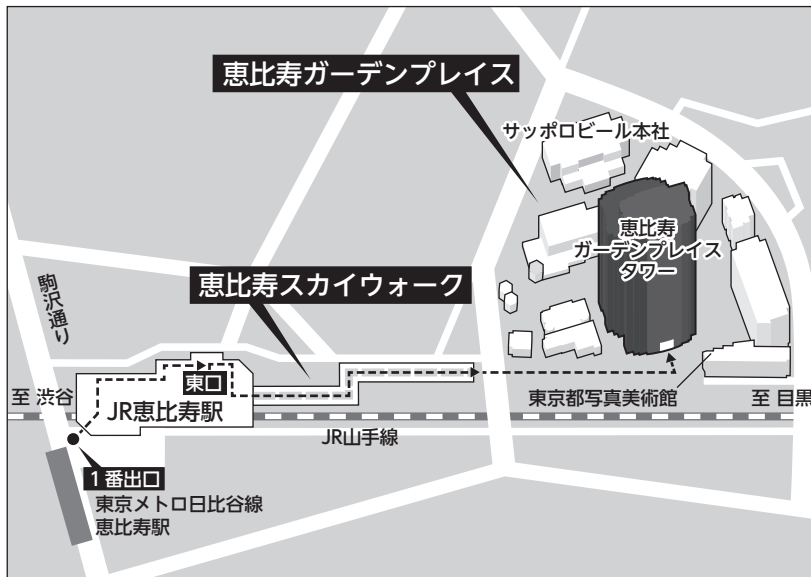 恵比寿ガーデンプレイス
サッポロビール本社
恵比寿
ガーデンプレイス
タワー
恵比寿スカイウォーク
駒沢通り
東口
至 渋谷
JR恵比寿駅
東京都写真美術館
至 目黒
JR山手線
1番出口
東京メトロ日比谷線
恵比寿駅